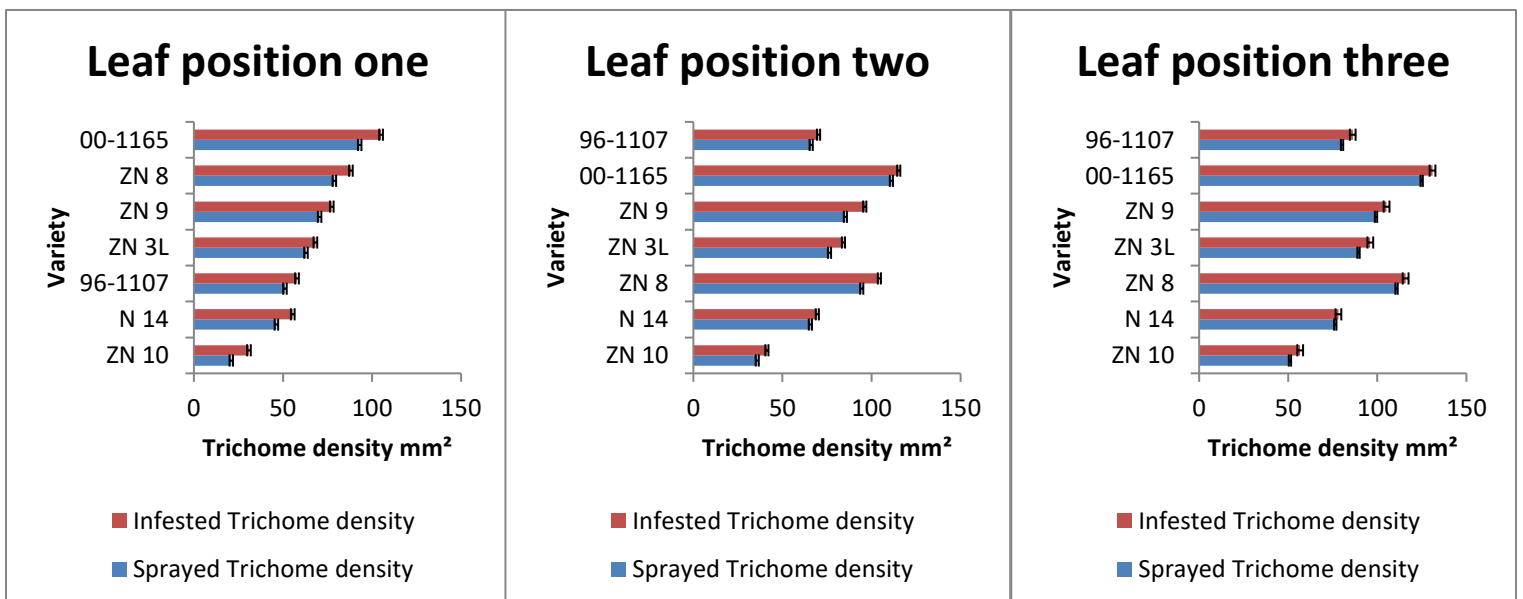 Leaf position one
00-1165
ZN 8
ZN 9
ZN 3L
96-1107
N 14
ZN 10
Variety
0 50 100 150
Trichome density mm²
Infested Trichome density
Sprayed Trichome density
Leaf position two
96-1107
00-1165
ZN 9
ZN 3L
ZN 8
N 14
ZN 10
Variety
0 50 100 150
Trichome density mm²
Infested Trichome density
Sprayed Trichome density
Leaf position three
96-1107
00-1165
ZN 9
ZN 3L
ZN 8
N 14
ZN 10
Variety
0 50 100 150
Trichome density mm²
Infested Trichome density
Sprayed Trichome density